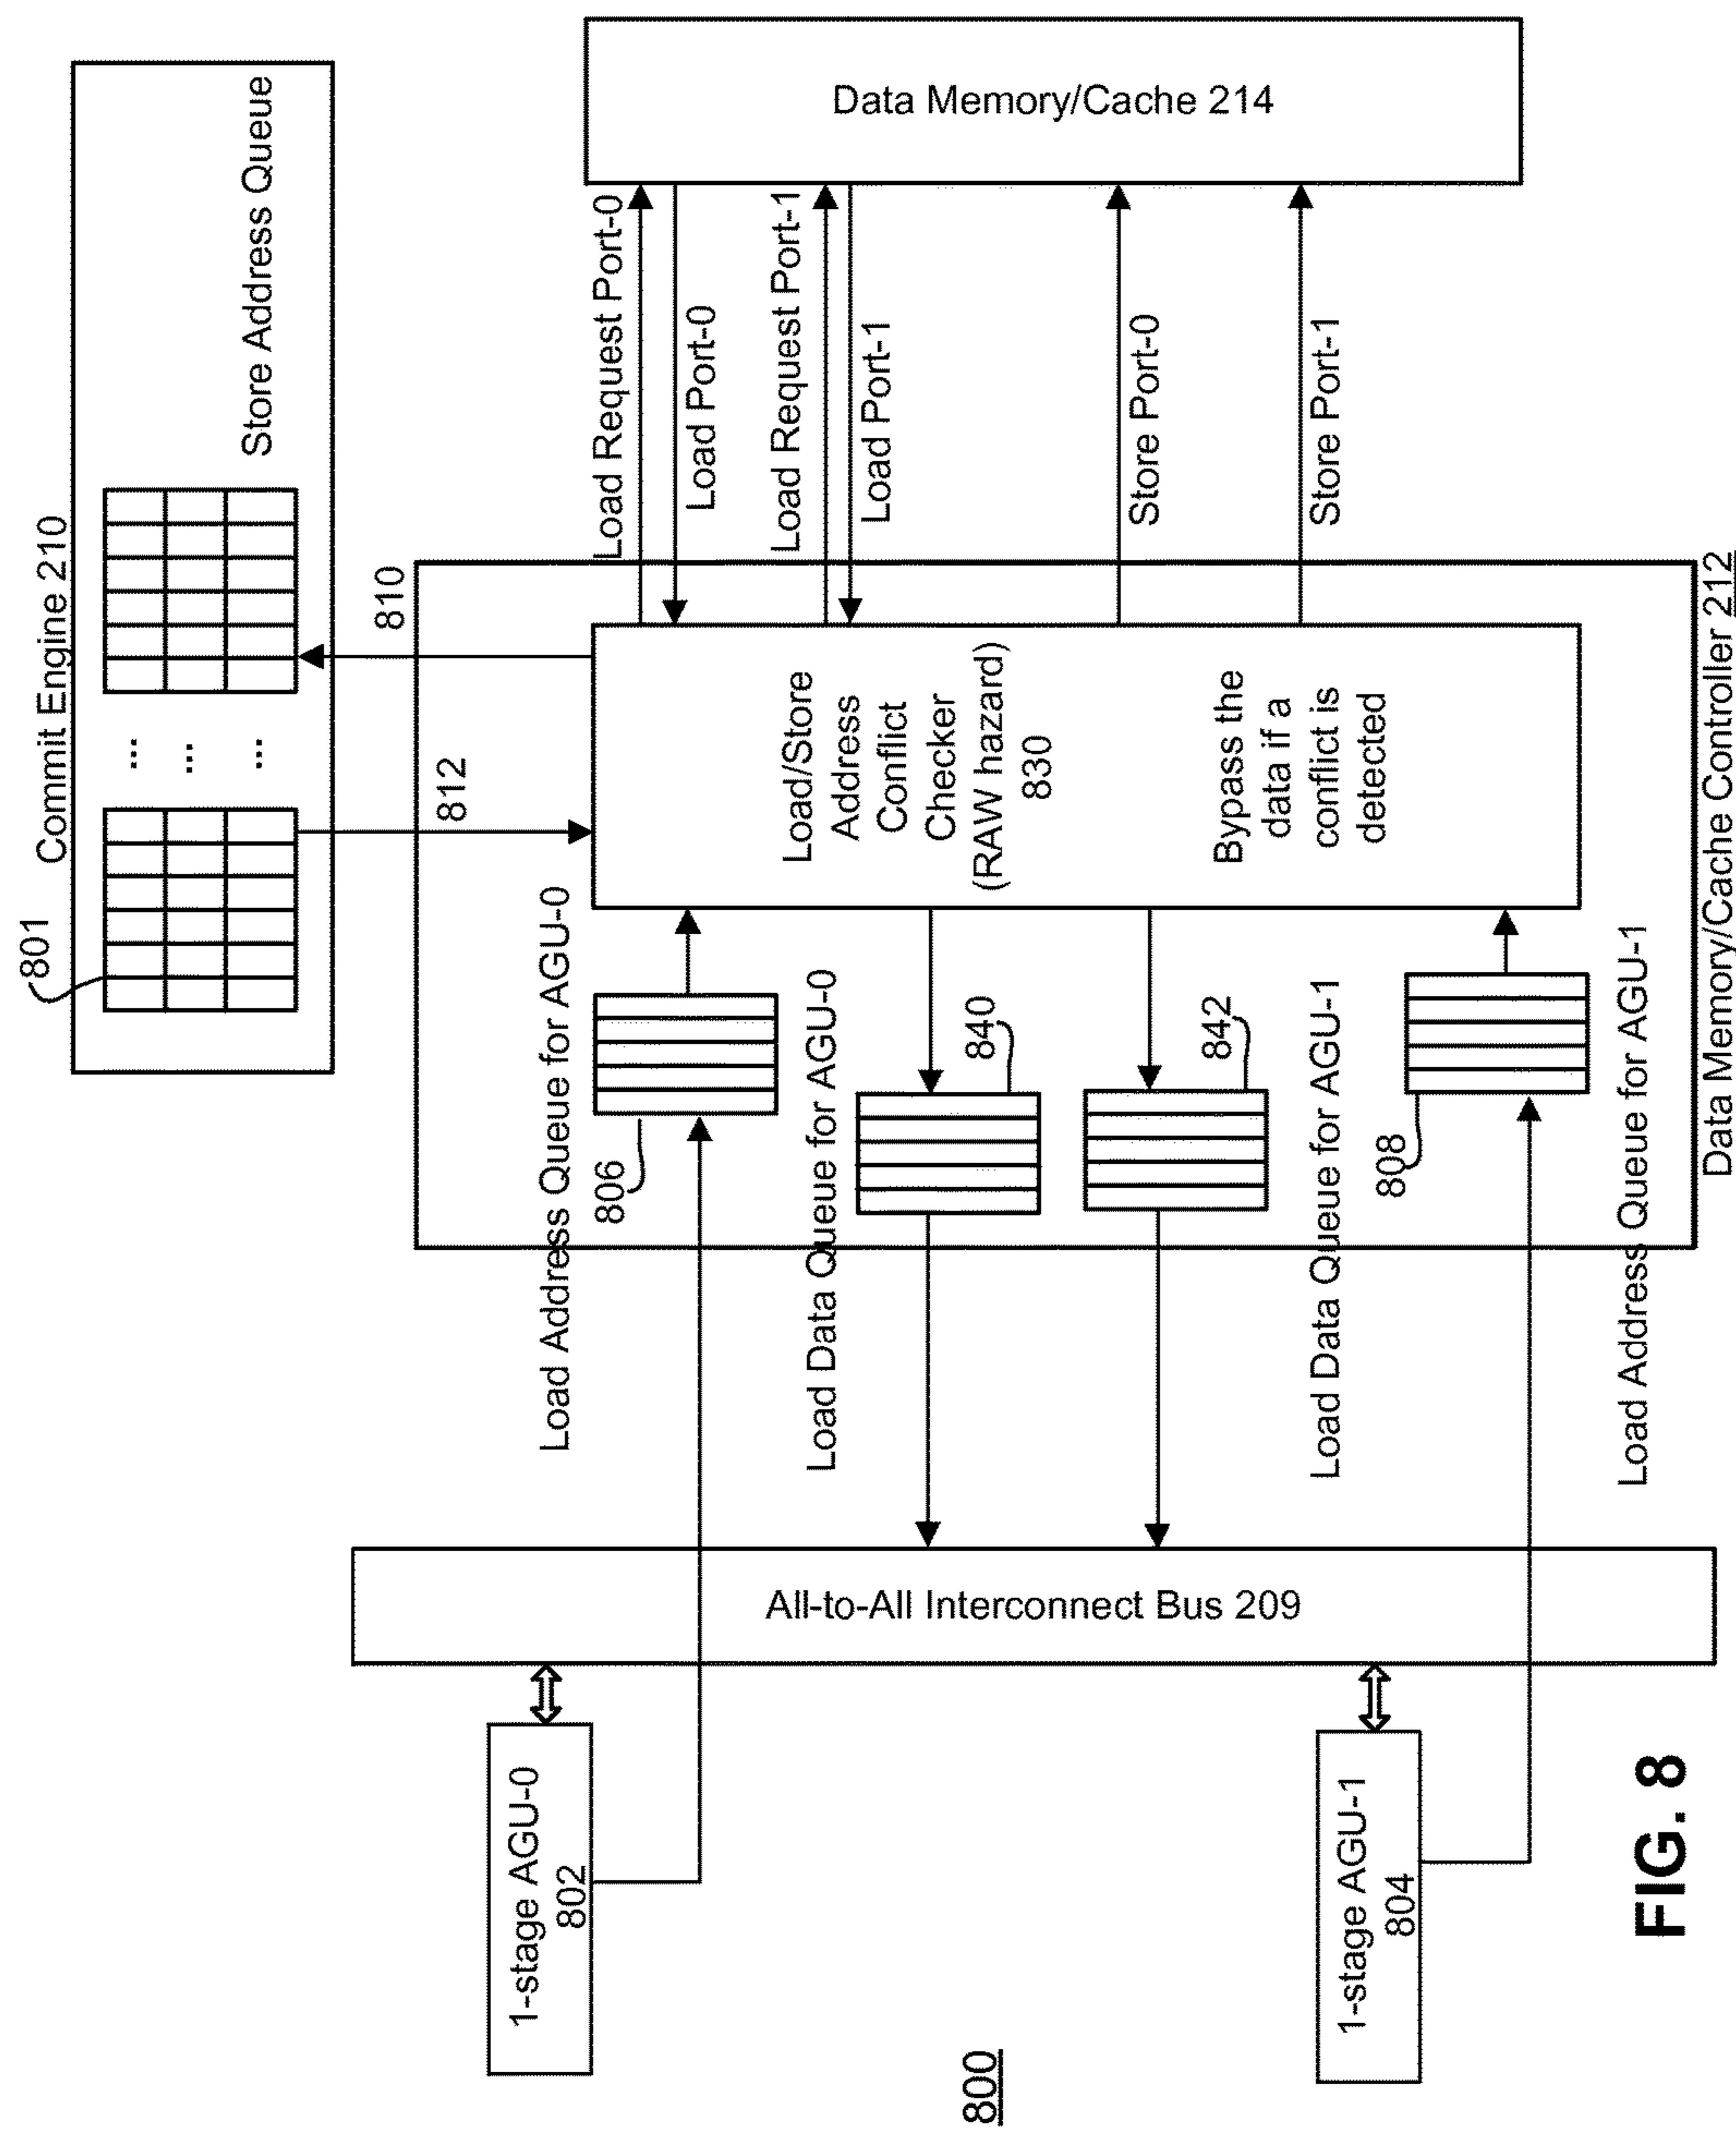 Commit Engine 210
801
...
...
...
Store Address Queue
812
810
Load Address Queue for AGU-0
806
Load Data Queue for AGU-0
840
842
Load Data Queue for AGU-1
808
Load Address Queue for AGU-1
Load/Store
Address
Conflict
Checker
(RAW hazard)
830
Bypass the
data if a
conflict is
detected
Data Memory/Cache Controller 212
Load Request Port-0
Load Port-0
Load Request Port-1
Load Port-1
Store Port-0
Store Port-1
Data Memory/Cache 214
All-to-All Interconnect Bus 209
1-stage AGU-0
802
1-stage AGU-1
804
800
FIG. 8